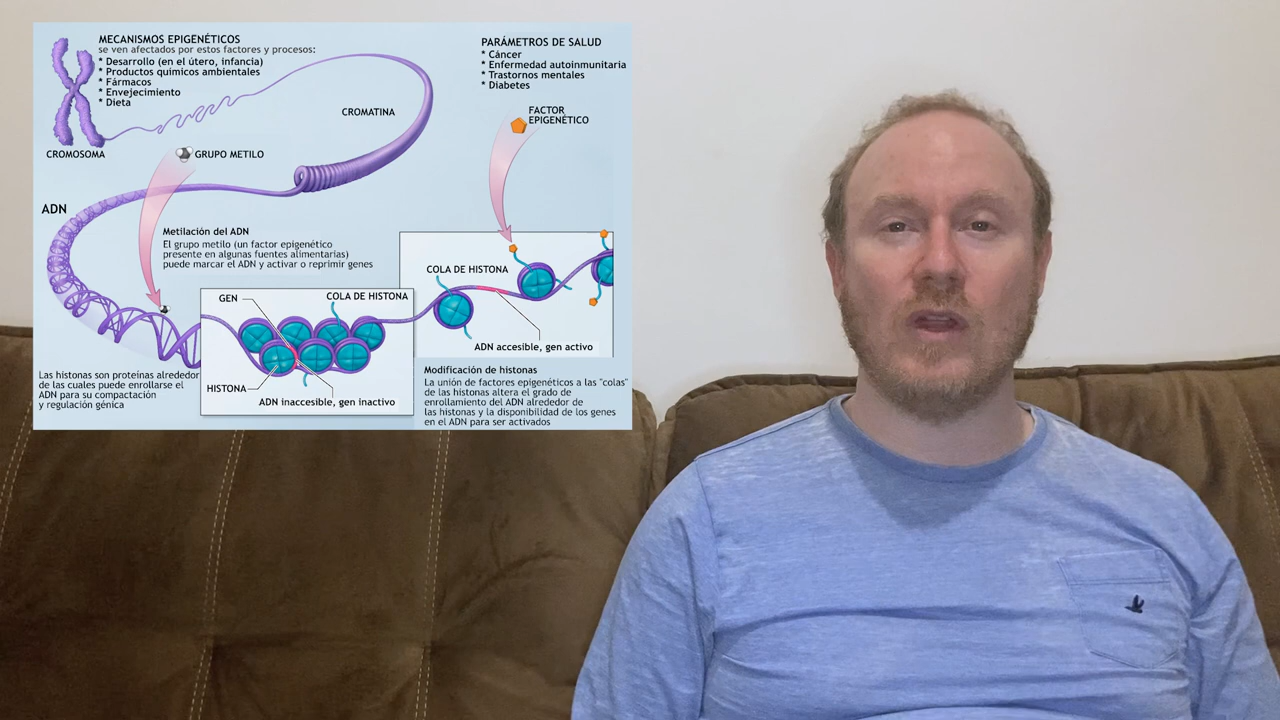 MECANISMOS EPIGENÉTICOS
se ven afectados por estos factores y procesos:
* Desarrollo (en el útero, infancia)
* Productos químicos ambientales
* Fármacos
* Envejecimiento
* Dieta
CROMOSOMA
GRUPO METILO
CROMATINA
PARÁMETROS DE SALUD
* Cáncer
* Enfermedad autoinmunitaria
* Trastornos mentales
* Diabetes
FACTOR
EPIGENÉTICO
ADN
Metilación del ADN
El grupo metilo (un factor epigenético
presente en algunas fuentes alimentarias)
puede marcar el ADN y activar o reprimir genes
COLA DE HISTONA
ADN accesible, gen activo
GEN
COLA DE HISTONA
HISTONA
ADN inaccesible, gen inactivo
Las histonas son proteínas alrededor
de las cuales puede enrollarse el
ADN para su compactación
y regulación génica
Modificación de histonas
La unión de factores epigenéticos a las "colas"
de las histonas altera el grado de
enrollamiento del ADN alrededor de
las histonas y la disponibilidad de los genes
en el ADN para ser activados